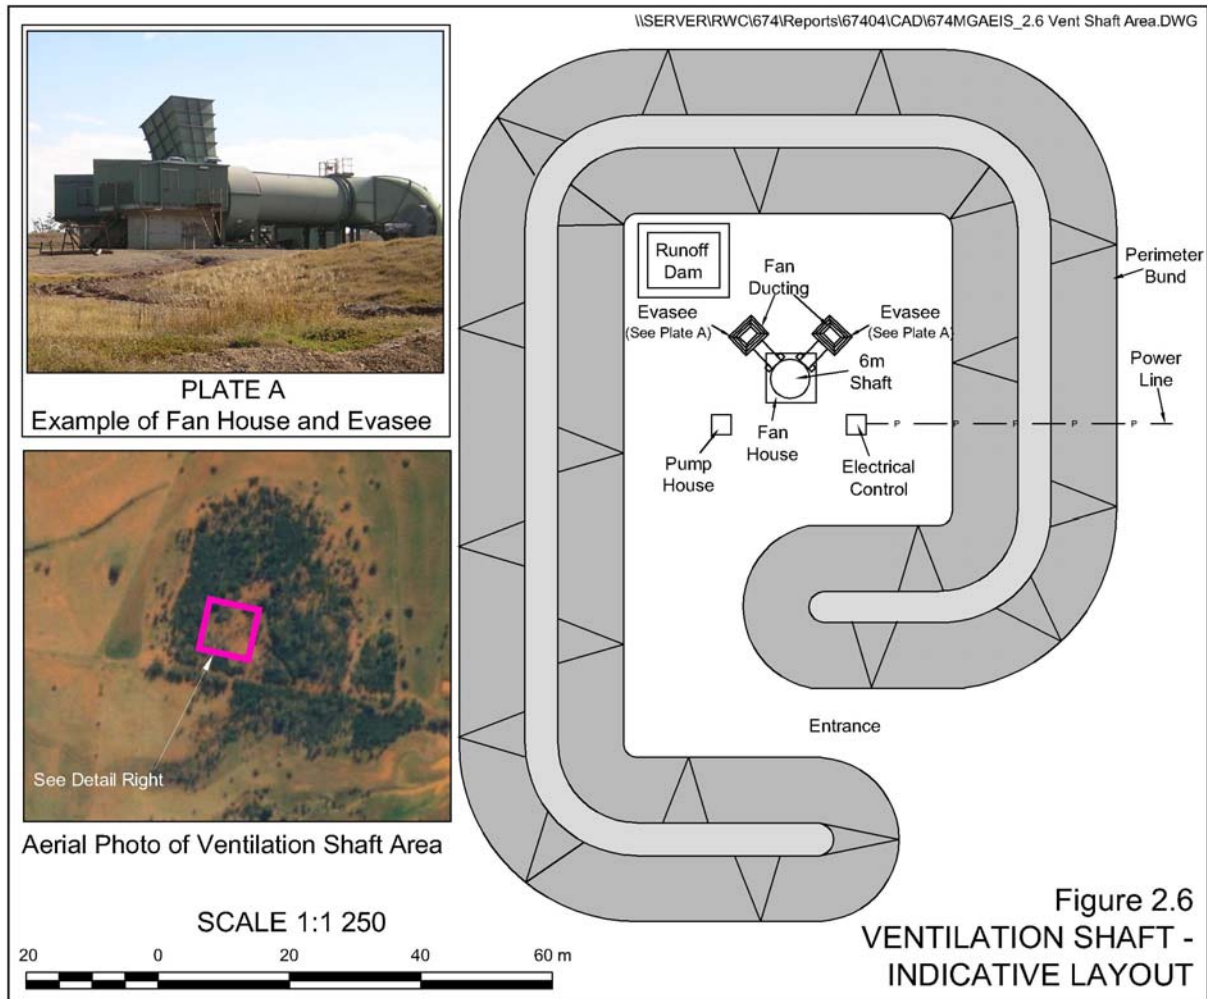 \\SERVER\RWC\674\Reports\67404\CAD\674MGAEIS_2.6 Vent Shaft Area.DWG
PLATE A
Example of Fan House and Evasee
See Detail Right
Aerial Photo of Ventilation Shaft Area
SCALE 1:1 250
20 0 20 40 60 m
Runoff
Dam
Fan
Ducting
Evasee
(See Plate A)
Evasee
(See Plate A)
6m
Shaft
Fan
House
Pump
House
Electrical
Control
P P P P P
Perimeter
Bund
Power
Line
Entrance
Figure 2.6
VENTILATION SHAFT -
INDICATIVE LAYOUT